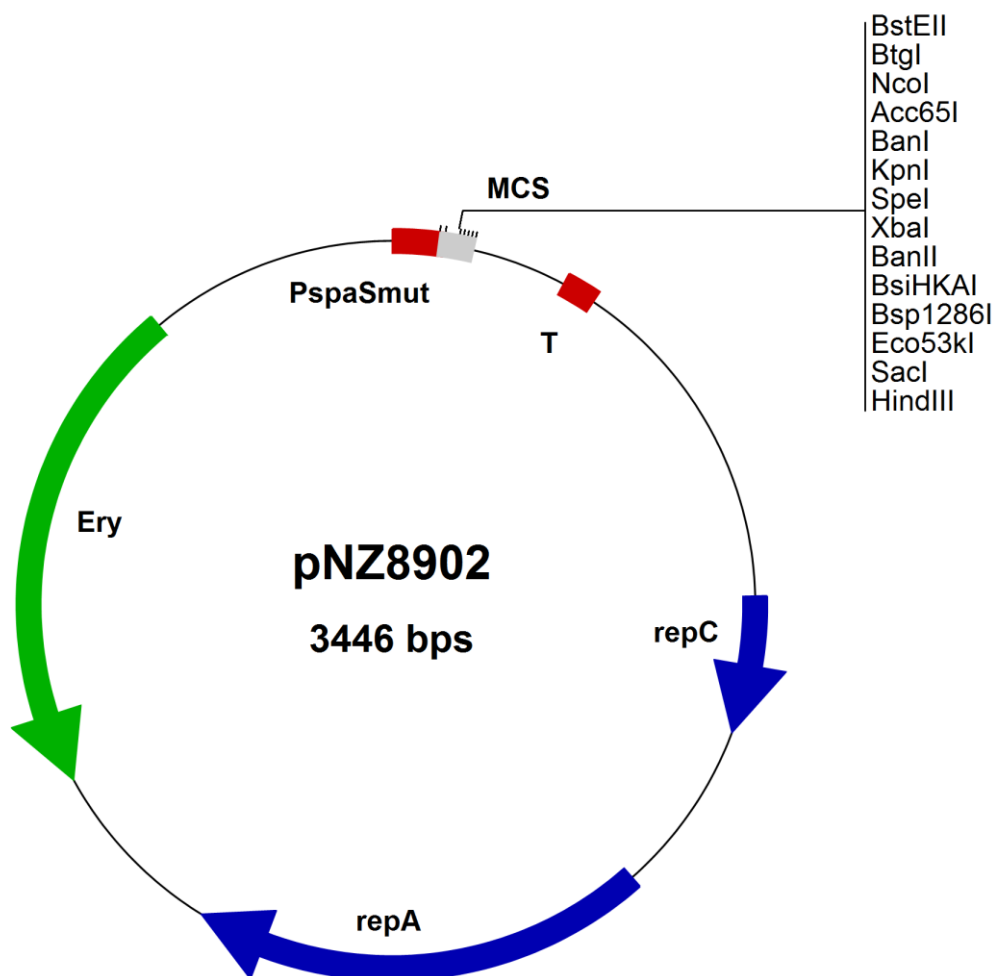 BstEII
BtgI
NcoI
Acc65I
BanI
KpnI
SpeI
XbaI
BanII
BsiHKAI
Bsp1286I
Eco53kI
SacI
HindIII
MCS
PspaSmut
T
Ery
pNZ8902
3446 bps
repC
repA